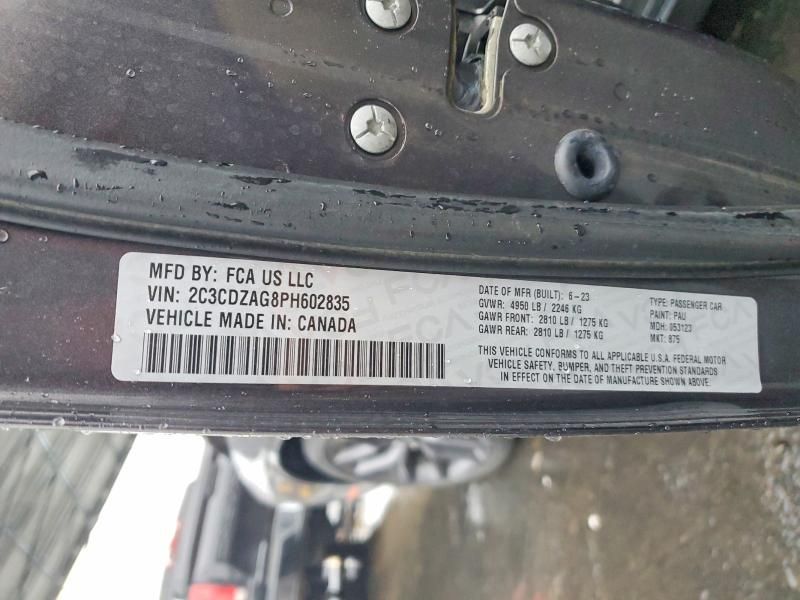 MFD BY: FCA US LLC
VIN: 2C3CDZAG8PH602835
VEHICLE MADE IN: CANADA
DATE OF MFR (BUILT): 6-23
GVWR: 4950 LB / 2246 KG
GAWR FRONT: 2810 LB / 1275 KG
GAWR REAR: 2810 LB / 1275 KG
TYPE: PASSENGER CAR
PAINT: PAU
MDH: 053123
MKT: 875
THIS VEHICLE CONFORMS TO ALL APPLICABLE U.S.A. FEDERAL MOTOR
VEHICLE SAFETY, BUMPER, AND THEFT PREVENTION STANDARDS
IN EFFECT ON THE DATE OF MANUFACTURE SHOWN ABOVE.